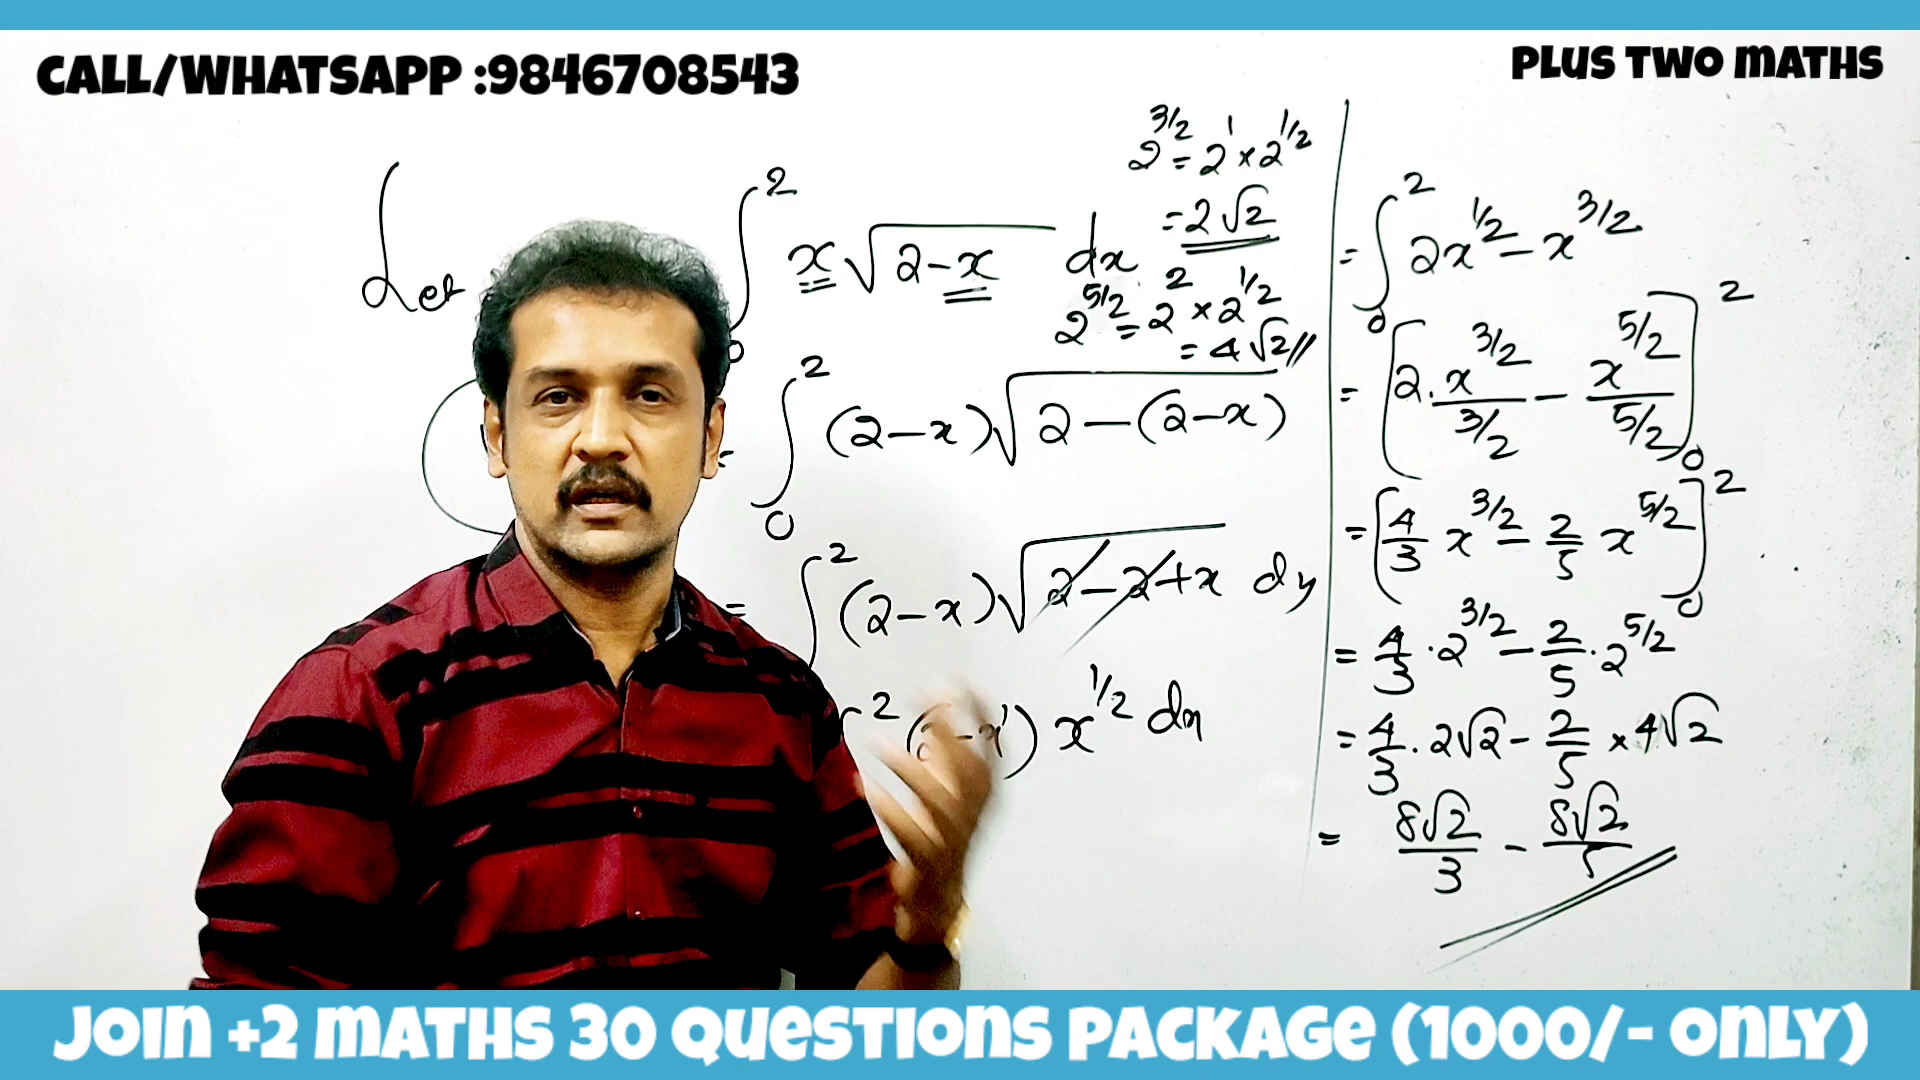 CALL/WHATSAPP :9846708543
PLUS TWO MATHS
Let
∫₀² x√(2-x) dx
= ∫₀² (2-x)√(2-(2-x))
= ∫² (2-x)√(2-2+x) dx
∫² (2-x¹) x^1/2 dx
2^3/2 = 2¹ × 2^1/2
= 2√2
2^5/2 = 2² × 2^1/2
= 4√2 //
= ∫₀² 2x^1/2 - x^3/2
= [2. x^3/2 / 3/2 - x^5/2 / 5/2]₀²
= [4/3 x^3/2 - 2/5 x^5/2]₀²
= 4/3 · 2^3/2 - 2/5 · 2^5/2
= 4/3 . 2√2 - 2/5 × 4√2
= 8√2/3 - 8√2/5
JOIN +2 MATHS 30 QUESTIONS PACKAGE (1000/- ONLY)